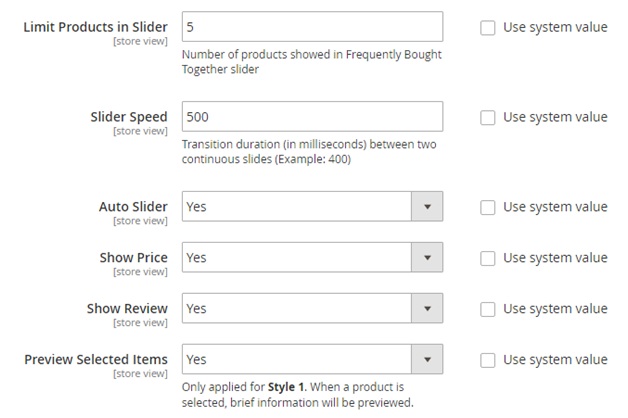 Limit Products in Slider 5 Use system value
[store view]
Number of products showed in Frequently Bought
Together slider
Slider Speed 500 Use system value
[store view]
Transition duration (in milliseconds) between two
continuous slides (Example: 400)
Auto Slider Yes Use system value
[store view]
Show Price Yes Use system value
[store view]
Show Review Yes Use system value
[store view]
Preview Selected Items Yes Use system value
[store view]
Only applied for Style 1. When a product is
selected, brief information will be previewed.